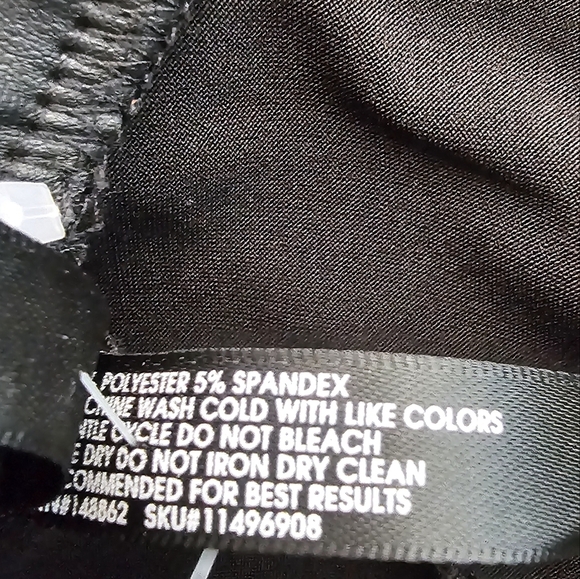 POLYESTER 5% SPANDEX
WASH COLD WITH LIKE COLORS
CYCLE DO NOT BLEACH
DRY DO NOT IRON DRY CLEAN
COMMENDED FOR BEST RESULTS
N#148862 SKU#11496908